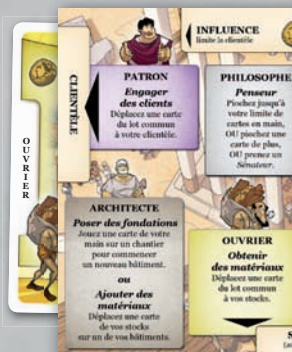 INFLUENCE
limite la clientèle
CLIENTÈLE
PATRON
Engager
des clients
Déplacez une carte
du lot commun
à votre clientèle.
PHILOSOPHE
Penseur
Piochez jusqu'à
votre limite de
cartes en main,
OU piochez une
carte de plus,
OU prenez un
Sénateur.
OUVRIER
ARCHITECTE
Poser des fondations
Jouez une carte de votre
main sur un chantier
pour commencer
un nouveau bâtiment.
ou
Ajouter des
matériaux
Déplacez une carte
de vos stocks
sur un de vos bâtiments.
OUVRIER
Obtenir
des matériaux
Déplacez une carte
du lot commun
à vos stocks.